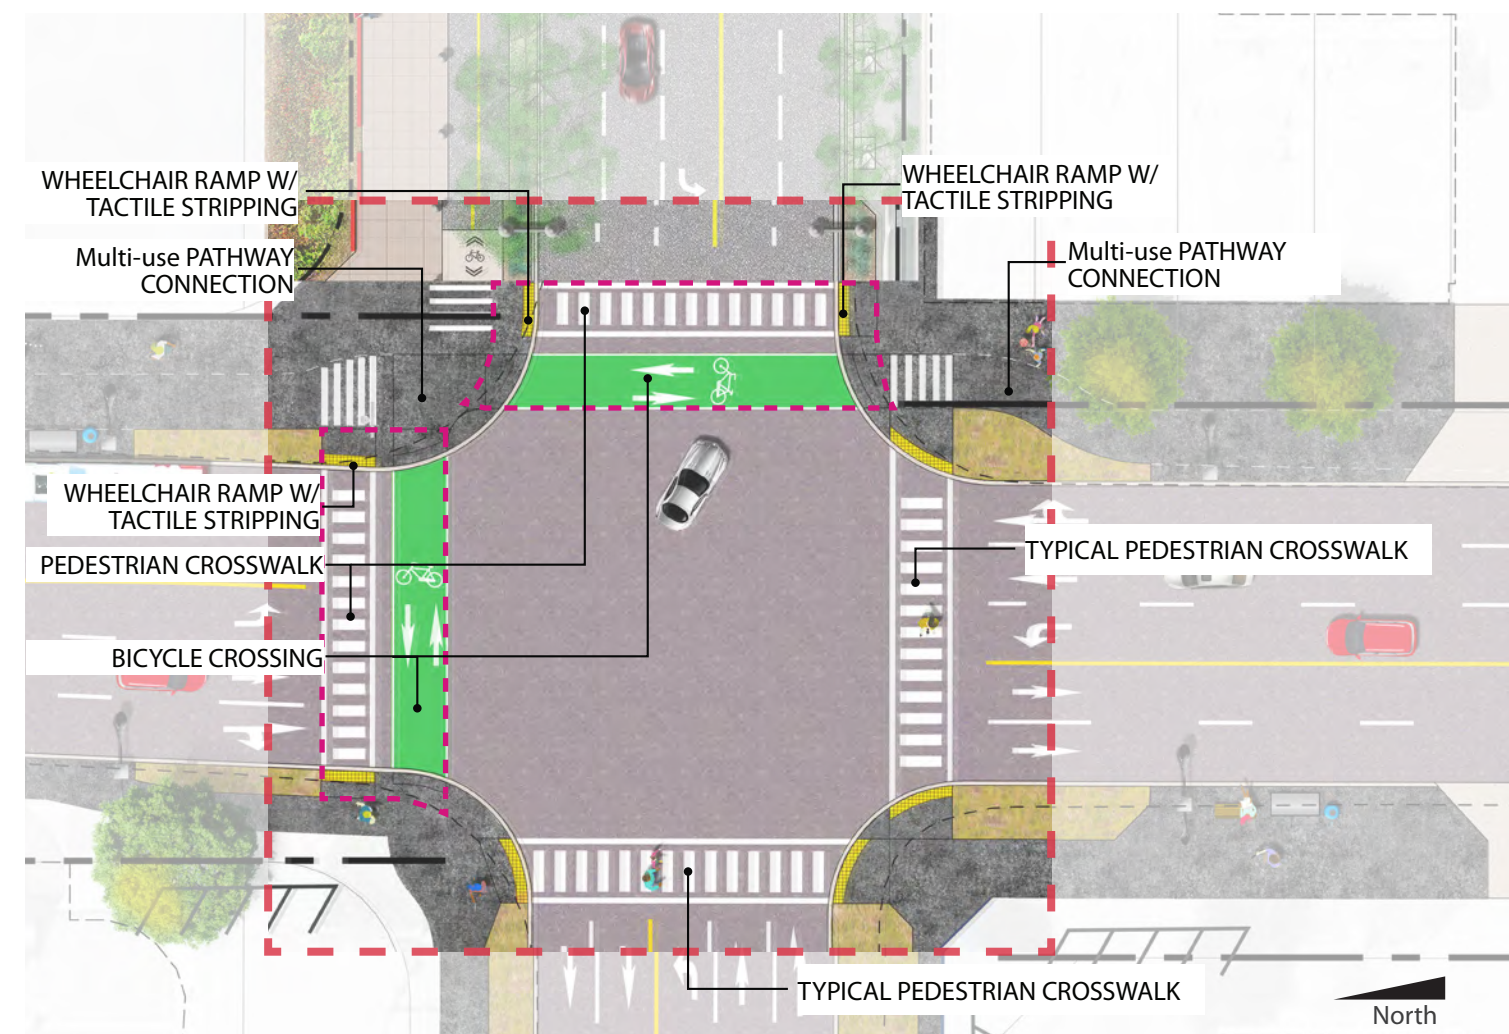 WHEELCHAIR RAMP W/
TACTILE STRIPPING
WHEELCHAIR RAMP W/
TACTILE STRIPPING
Multi-use PATHWAY
CONNECTION
Multi-use PATHWAY
CONNECTION
WHEELCHAIR RAMP W/
TACTILE STRIPPING
PEDESTRIAN CROSSWALK
TYPICAL PEDESTRIAN CROSSWALK
BICYCLE CROSSING
TYPICAL PEDESTRIAN CROSSWALK
North